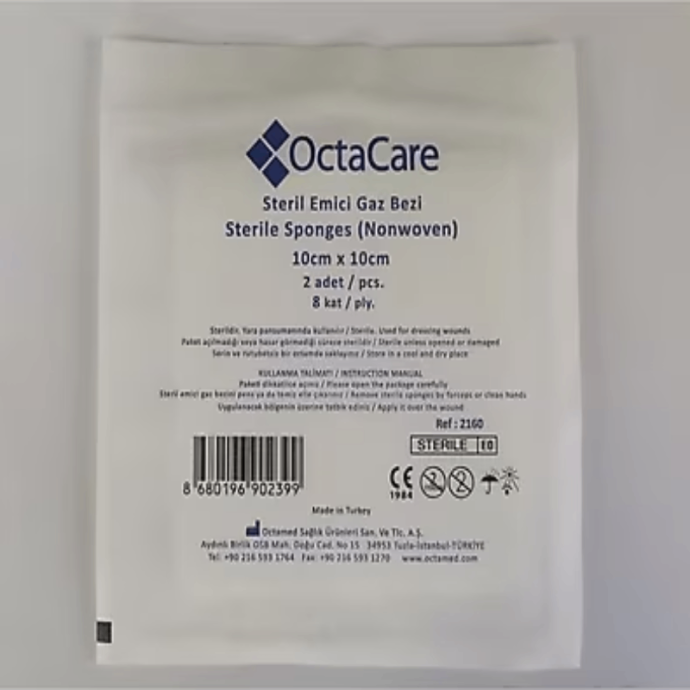 OctaCare
Steril Emici Gaz Bezi
Sterile Sponges (Nonwoven)
10cm x 10cm
2 adet / pcs.
8 kat / ply.
Sterildir. Yara pansumanında kullanılır / Sterile. Used for dressing wounds
Paket açılmadığı veya hasar görmediği sürece sterildir / Sterile unless opened or damaged
Serin ve rutubetsiz bir ortamda saklayınız / Store in a cool and dry place
KULLANMA TALİMATI / INSTRUCTION MANUAL
Paketi dikkatlice açınız / Please open the package carefully
Steril emici gaz bezini pens ya da temiz elle çıkarınız / Remove sterile sponges by forceps or clean hands
Uygulanacak bölgenin üzerine tatbik ediniz / Apply it over the wound
Ref : 2160
STERILE EO
8 680196 902399
CE
1984
2
Made in Turkey
Octamed Sağlık Ürünleri San. Ve Tic. A.Ş.
Aydınlı Birlik OSB Mah. Doğu Cad. No 15 34953 Tuzla-İstanbul-TÜRKİYE
Tel: +90 216 593 1764 Fax: +90 216 593 1270 www.octamed.com